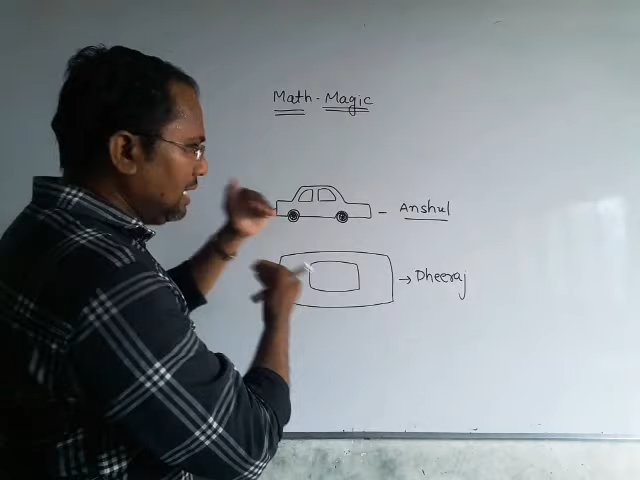 Math - Magic
- Anshul
→ Dheeraj